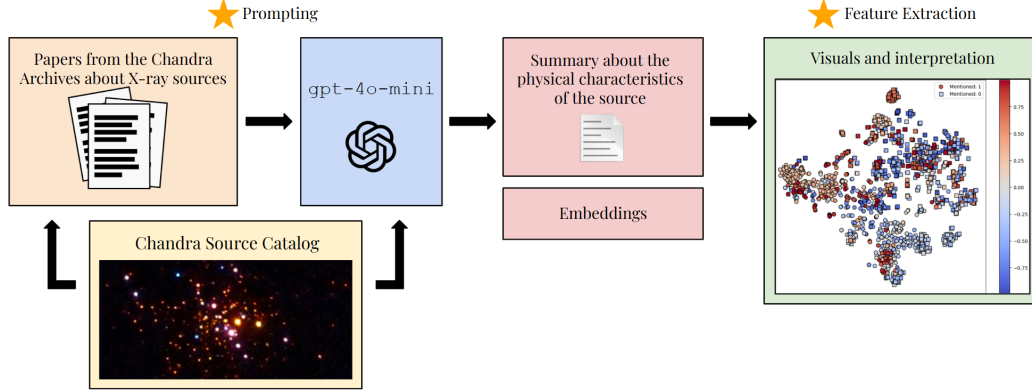 Prompting
Feature Extraction
Papers from the Chandra
Archives about X-ray sources
gpt-4o-mini
Summary about the
physical characteristics
of the source
Embeddings
Chandra Source Catalog
Visuals and interpretation
Mentioned: 1
Mentioned: 0
0.75
0.50
0.25
0.00
−0.25
−0.50
−0.75